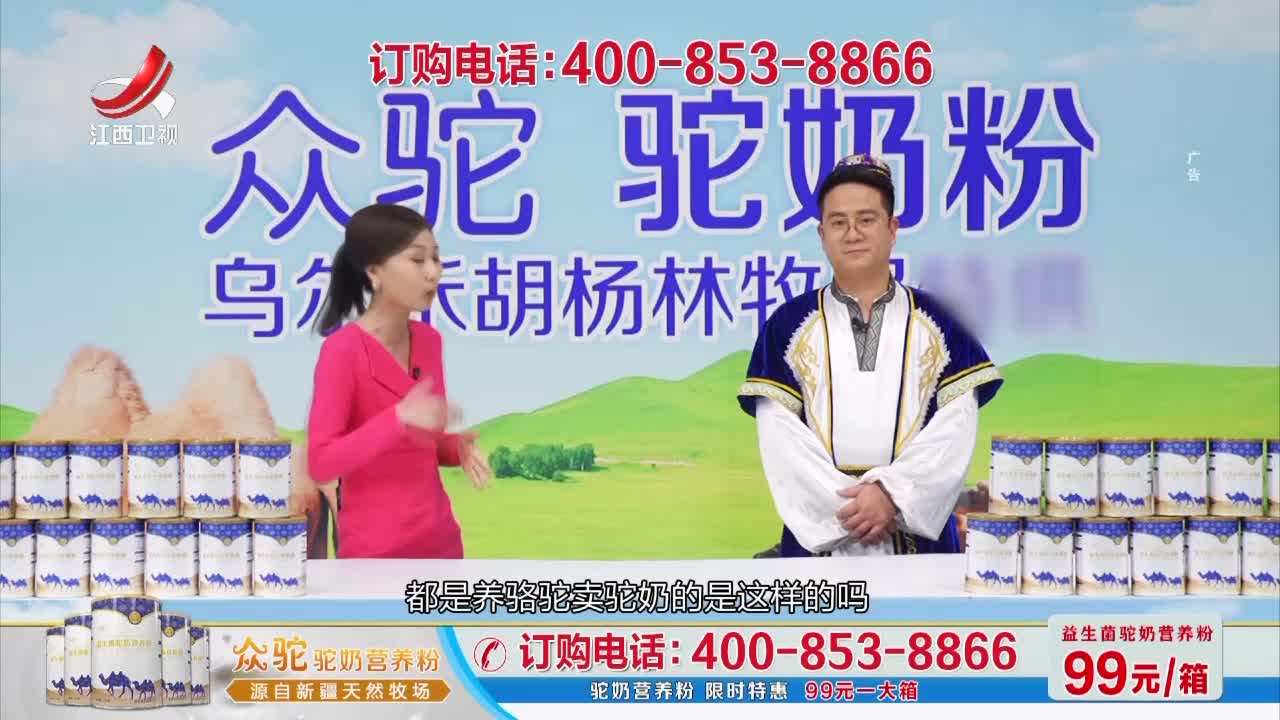 订购电话:400-853-8866
江西卫视
众驼 驼奶粉
广告
乌尔禾胡杨林牧
都是养骆驼卖驼奶的是这样的吗
众驼 驼奶营养粉
源自新疆天然牧场
订购电话:400-853-8866
驼奶营养粉 限时特惠 99元一大箱
益生菌驼奶营养粉
99元/箱